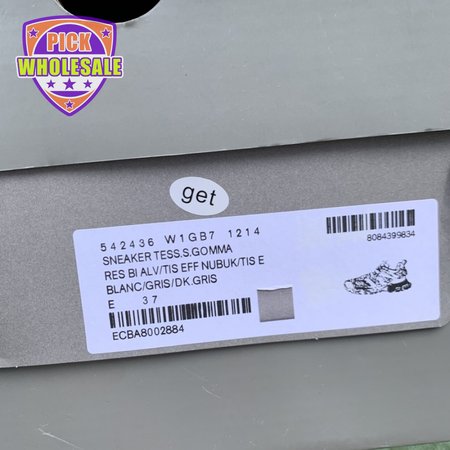 PICK
WHOLESALE
get
542436 W1GB7 1214
SNEAKER TESS.S.GOMMA
RES BI ALV/TIS EFF NUBUK/TIS E
BLANC/GRIS/DK.GRIS
E 37
ECBA8002884
8084399834